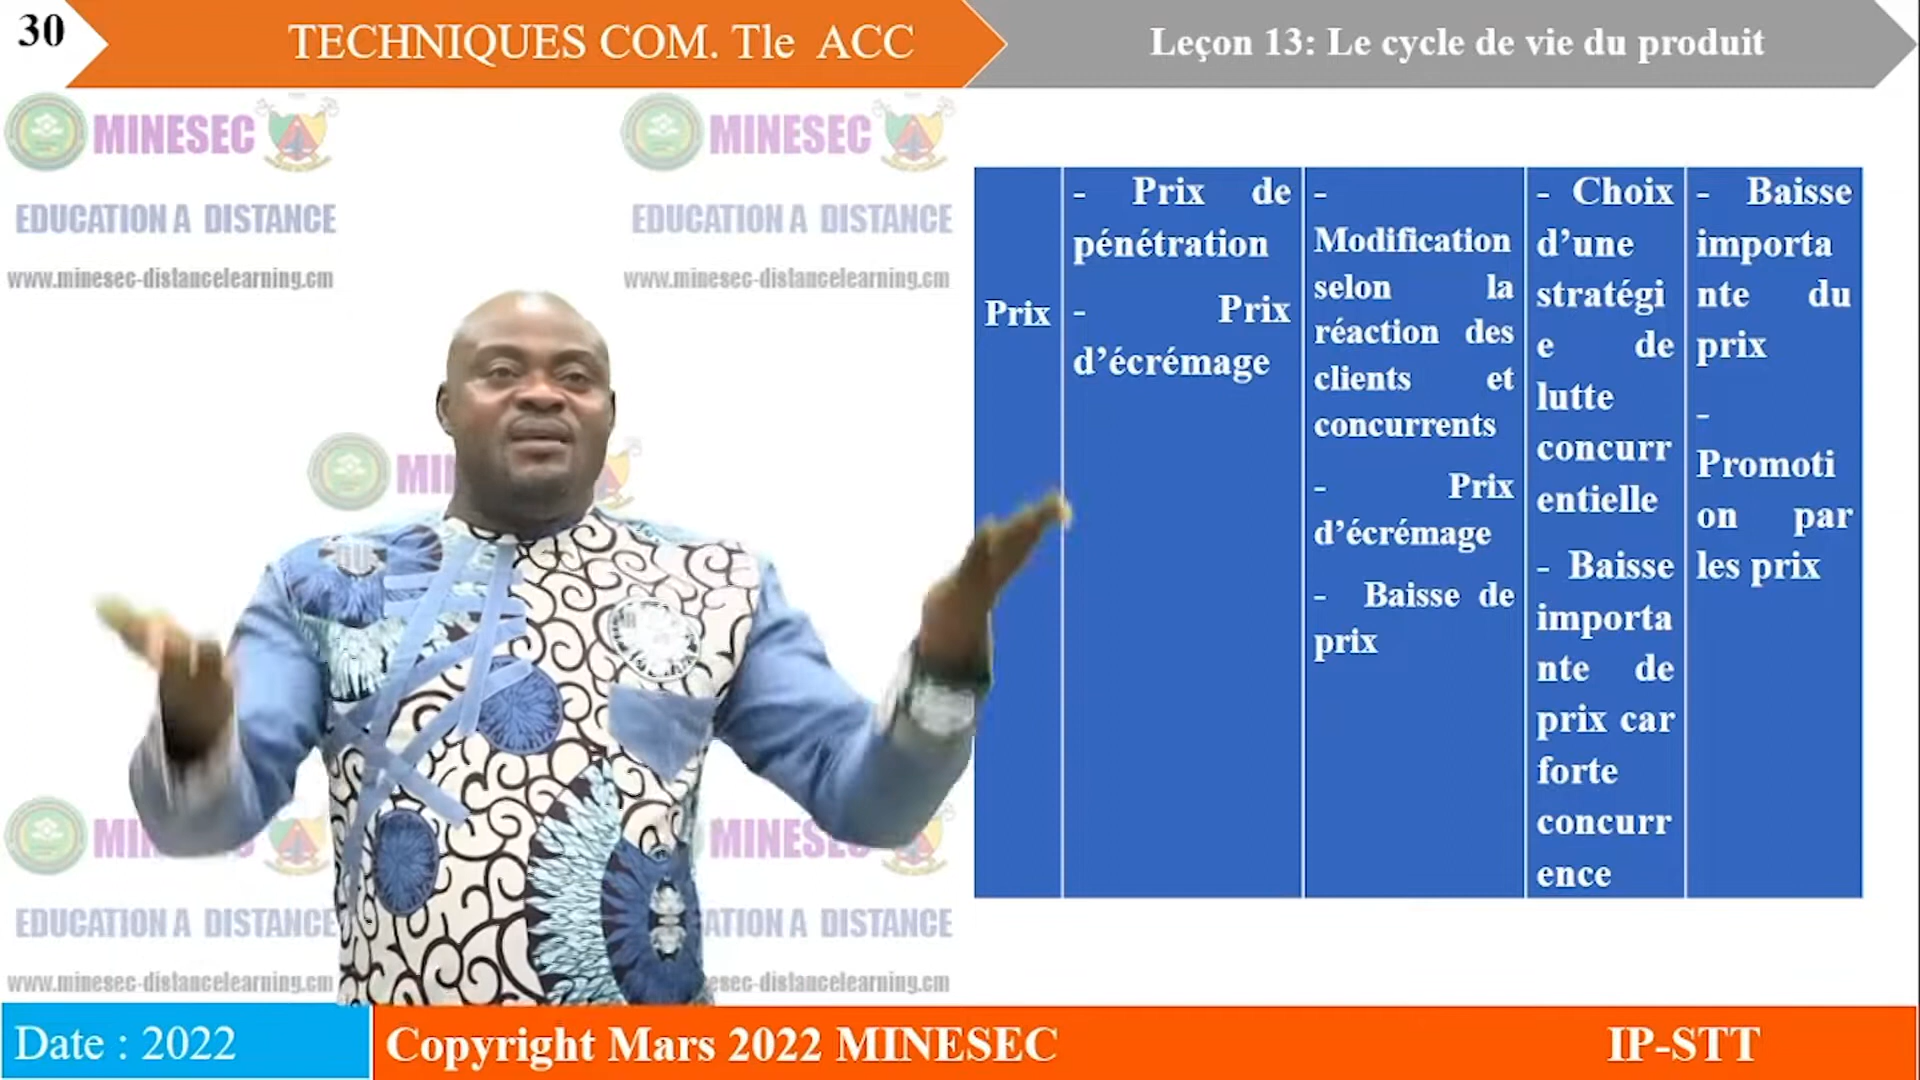 30
TECHNIQUES COM. Tle ACC
Leçon 13: Le cycle de vie du produit
MINESEC
EDUCATION A DISTANCE
www.minesec-distancelearning.cm
MINESEC
EDUCATION A DISTANCE
www.minesec-distancelearning.cm
Prix
- Prix de
pénétration
- Prix
d’écrémage
-
Modification
selon la
réaction des
clients et
concurrents
- Prix
d’écrémage
- Baisse de
prix
- Choix
d’une
stratégi
e de
lutte
concurr
entielle
- Baisse
importa
nte de
prix car
forte
concurr
ence
- Baisse
importa
nte du
prix
-
Promoti
on par
les prix
MINESEC
EDUCATION A DISTANCE
www.minesec-distancelearning.cm
Date : 2022
Copyright Mars 2022 MINESEC
IP-STT